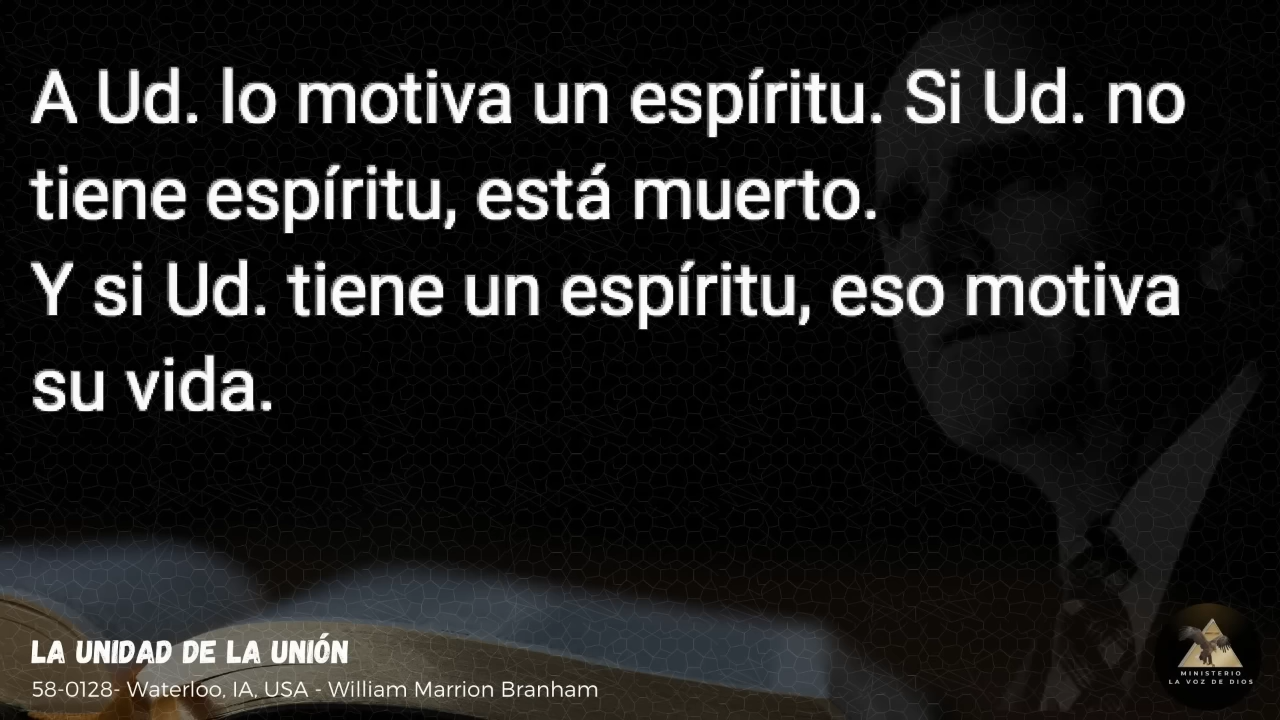 A Ud. lo motiva un espíritu. Si Ud. no
tiene espíritu, está muerto.
Y si Ud. tiene un espíritu, eso motiva
su vida.
LA UNIDAD DE LA UNIÓN
58-0128- Waterloo, IA, USA - William Marrion Branham
MINISTERIO
LA VOZ DE DIOS